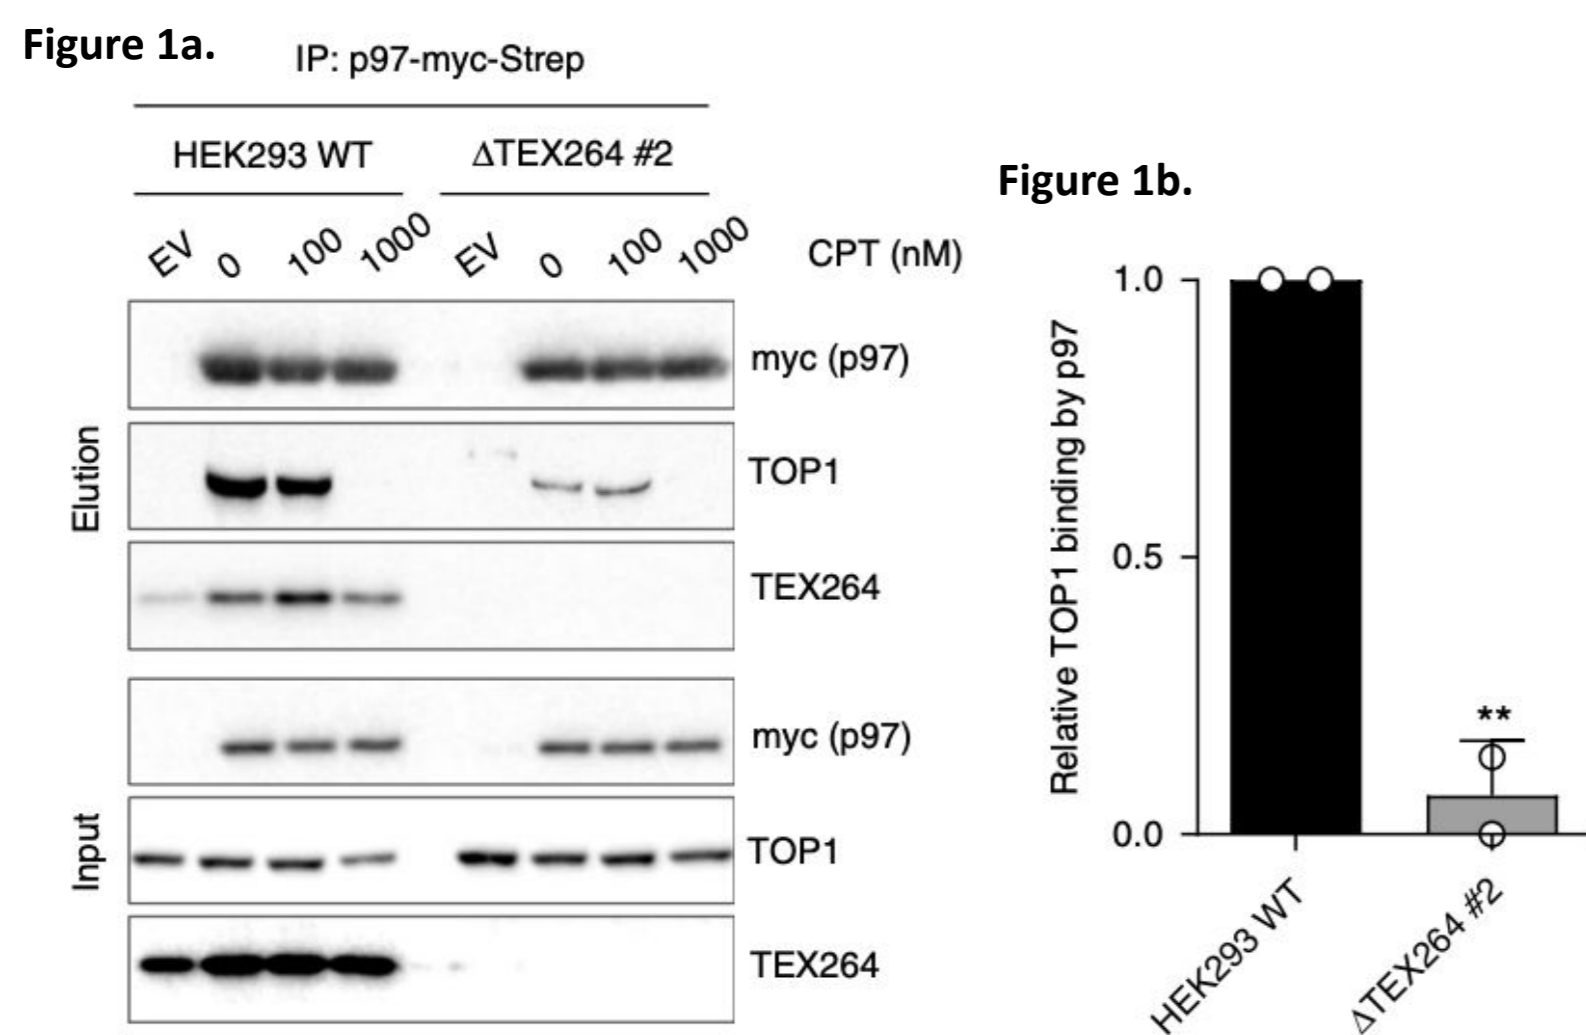 Figure 1a.
IP: p97-myc-Strep
HEK293 WT
ΔTEX264 #2
EV 0 100 1000 EV 0 100 1000 CPT (nM)
Elution
myc (p97)
TOP1
TEX264
Input
myc (p97)
TOP1
TEX264
Figure 1b.
Relative TOP1 binding by p97
1.0
0.5
0.0
**
HEK293 WT
ΔTEX264 #2